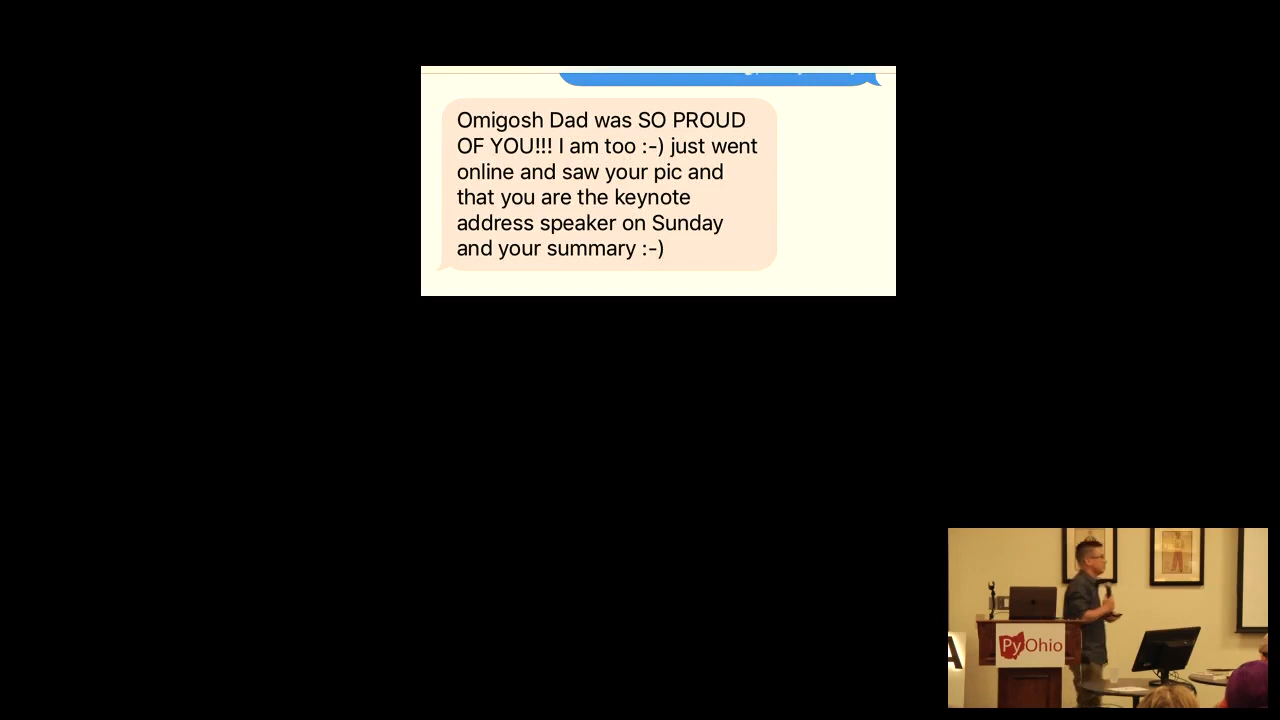 Omigosh Dad was SO PROUD
OF YOU!!! I am too :-) just went
online and saw your pic and
that you are the keynote
address speaker on Sunday
and your summary :-)
PyOhio
A